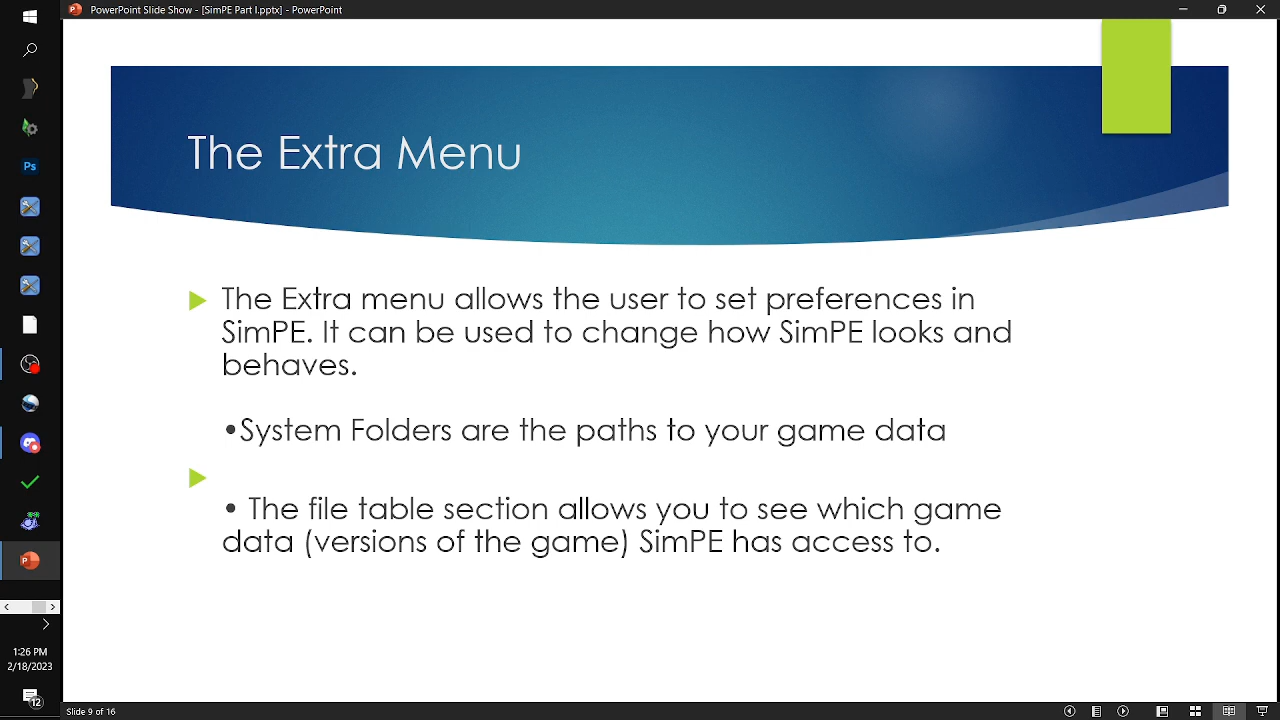 PowerPoint Slide Show - [SimPE Part I.pptx] - PowerPoint
The Extra Menu
The Extra menu allows the user to set preferences in
SimPE. It can be used to change how SimPE looks and
behaves.
•System Folders are the paths to your game data
• The file table section allows you to see which game
data (versions of the game) SimPE has access to.
Ps
P
1:26 PM
2/18/2023
12
Slide 9 of 16